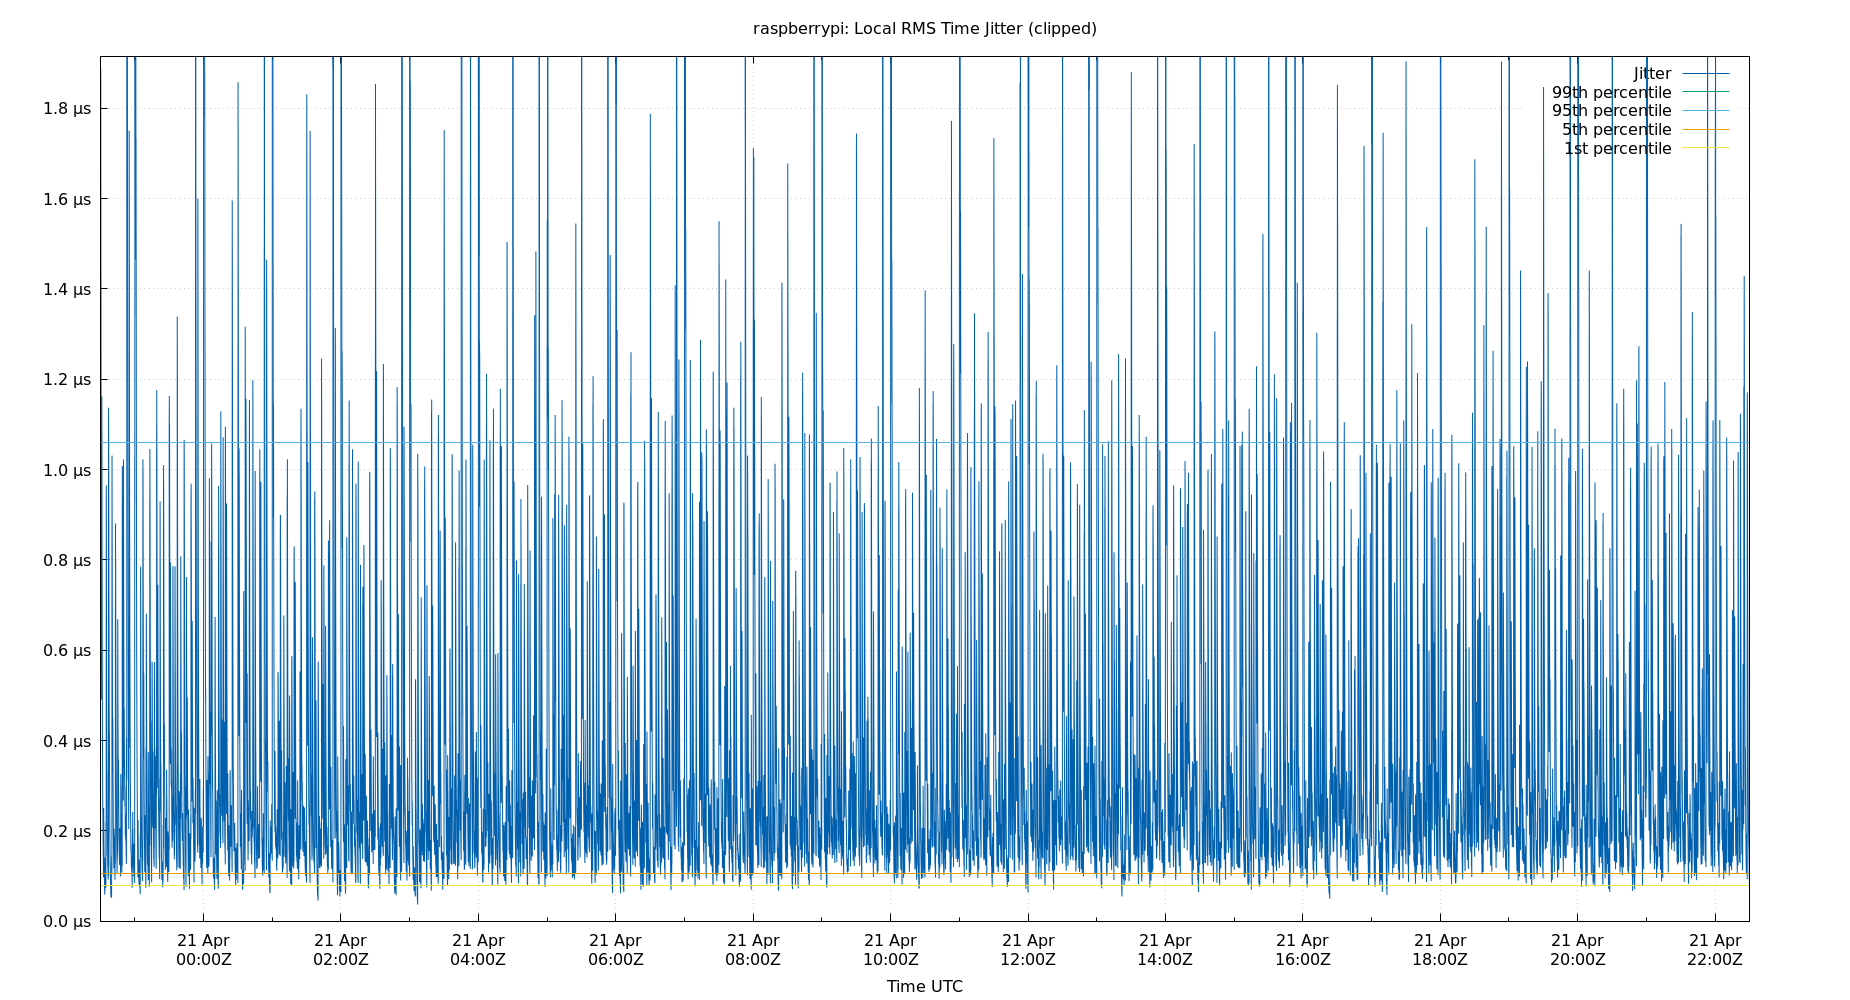 raspberrypi: Local RMS Time Jitter (clipped)
Jitter
99th percentile
95th percentile
5th percentile
1st percentile
1.8 µs
1.6 µs
1.4 µs
1.2 µs
1.0 µs
0.8 µs
0.6 µs
0.4 µs
0.2 µs
0.0 µs
21 Apr 21 Apr 21 Apr 21 Apr 21 Apr 21 Apr 21 Apr 21 Apr 21 Apr 21 Apr 21 Apr 21 Apr
00:00Z 02:00Z 04:00Z 06:00Z 08:00Z 10:00Z 12:00Z 14:00Z 16:00Z 18:00Z 20:00Z 22:00Z
Time UTC